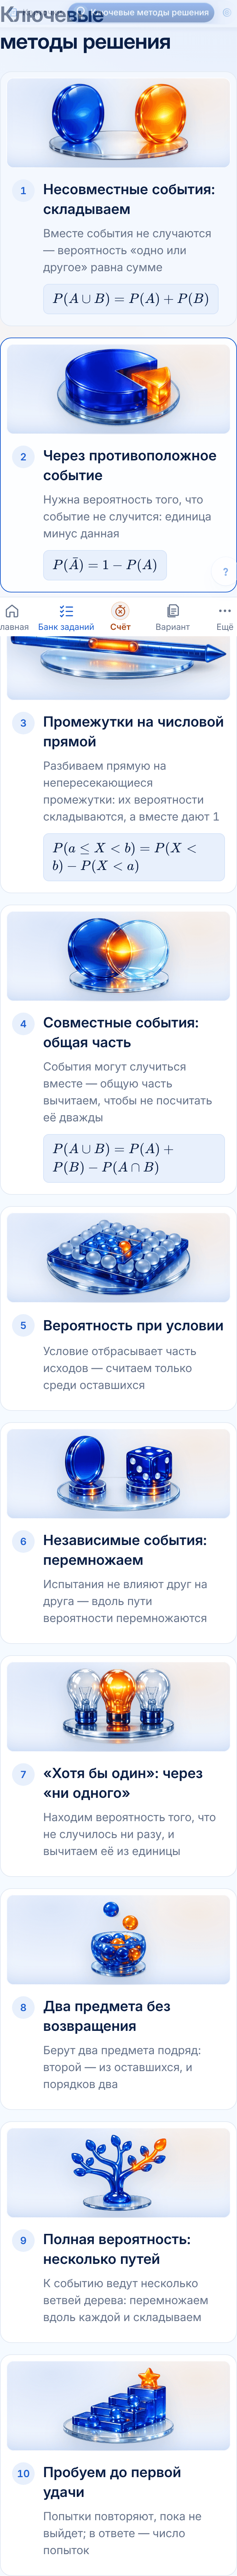 Ключевые методы решения
Ключевые
методы решения
1
Несовместные события:
складываем
Вместе события не случаются
— вероятность «одно или
другое» равна сумме
P(A ∪ B) = P(A) + P(B)
2
Через противоположное
событие
Нужна вероятность того, что
событие не случится: единица
минус данная
P(Ā) = 1 − P(A)
?
лавная
Банк заданий
Счёт
Вариант
Ещё
3
Промежутки на числовой
прямой
Разбиваем прямую на
непересекающиеся
промежутки: их вероятности
складываются, а вместе дают 1
P(a ≤ X < b) = P(X <
b) − P(X < a)
4
Совместные события:
общая часть
События могут случиться
вместе — общую часть
вычитаем, чтобы не посчитать
её дважды
P(A ∪ B) = P(A) +
P(B) − P(A ∩ B)
5
Вероятность при условии
Условие отбрасывает часть
исходов — считаем только
среди оставшихся
6
Независимые события:
перемножаем
Испытания не влияют друг на
друга — вдоль пути
вероятности перемножаются
7
«Хотя бы один»: через
«ни одного»
Находим вероятность того, что
не случилось ни разу, и
вычитаем её из единицы
8
Два предмета без
возвращения
Берут два предмета подряд:
второй — из оставшихся, и
порядков два
9
Полная вероятность:
несколько путей
К событию ведут несколько
ветвей дерева: перемножаем
вдоль каждой и складываем
10
Пробуем до первой
удачи
Попытки повторяют, пока не
выйдет; в ответе — число
попыток